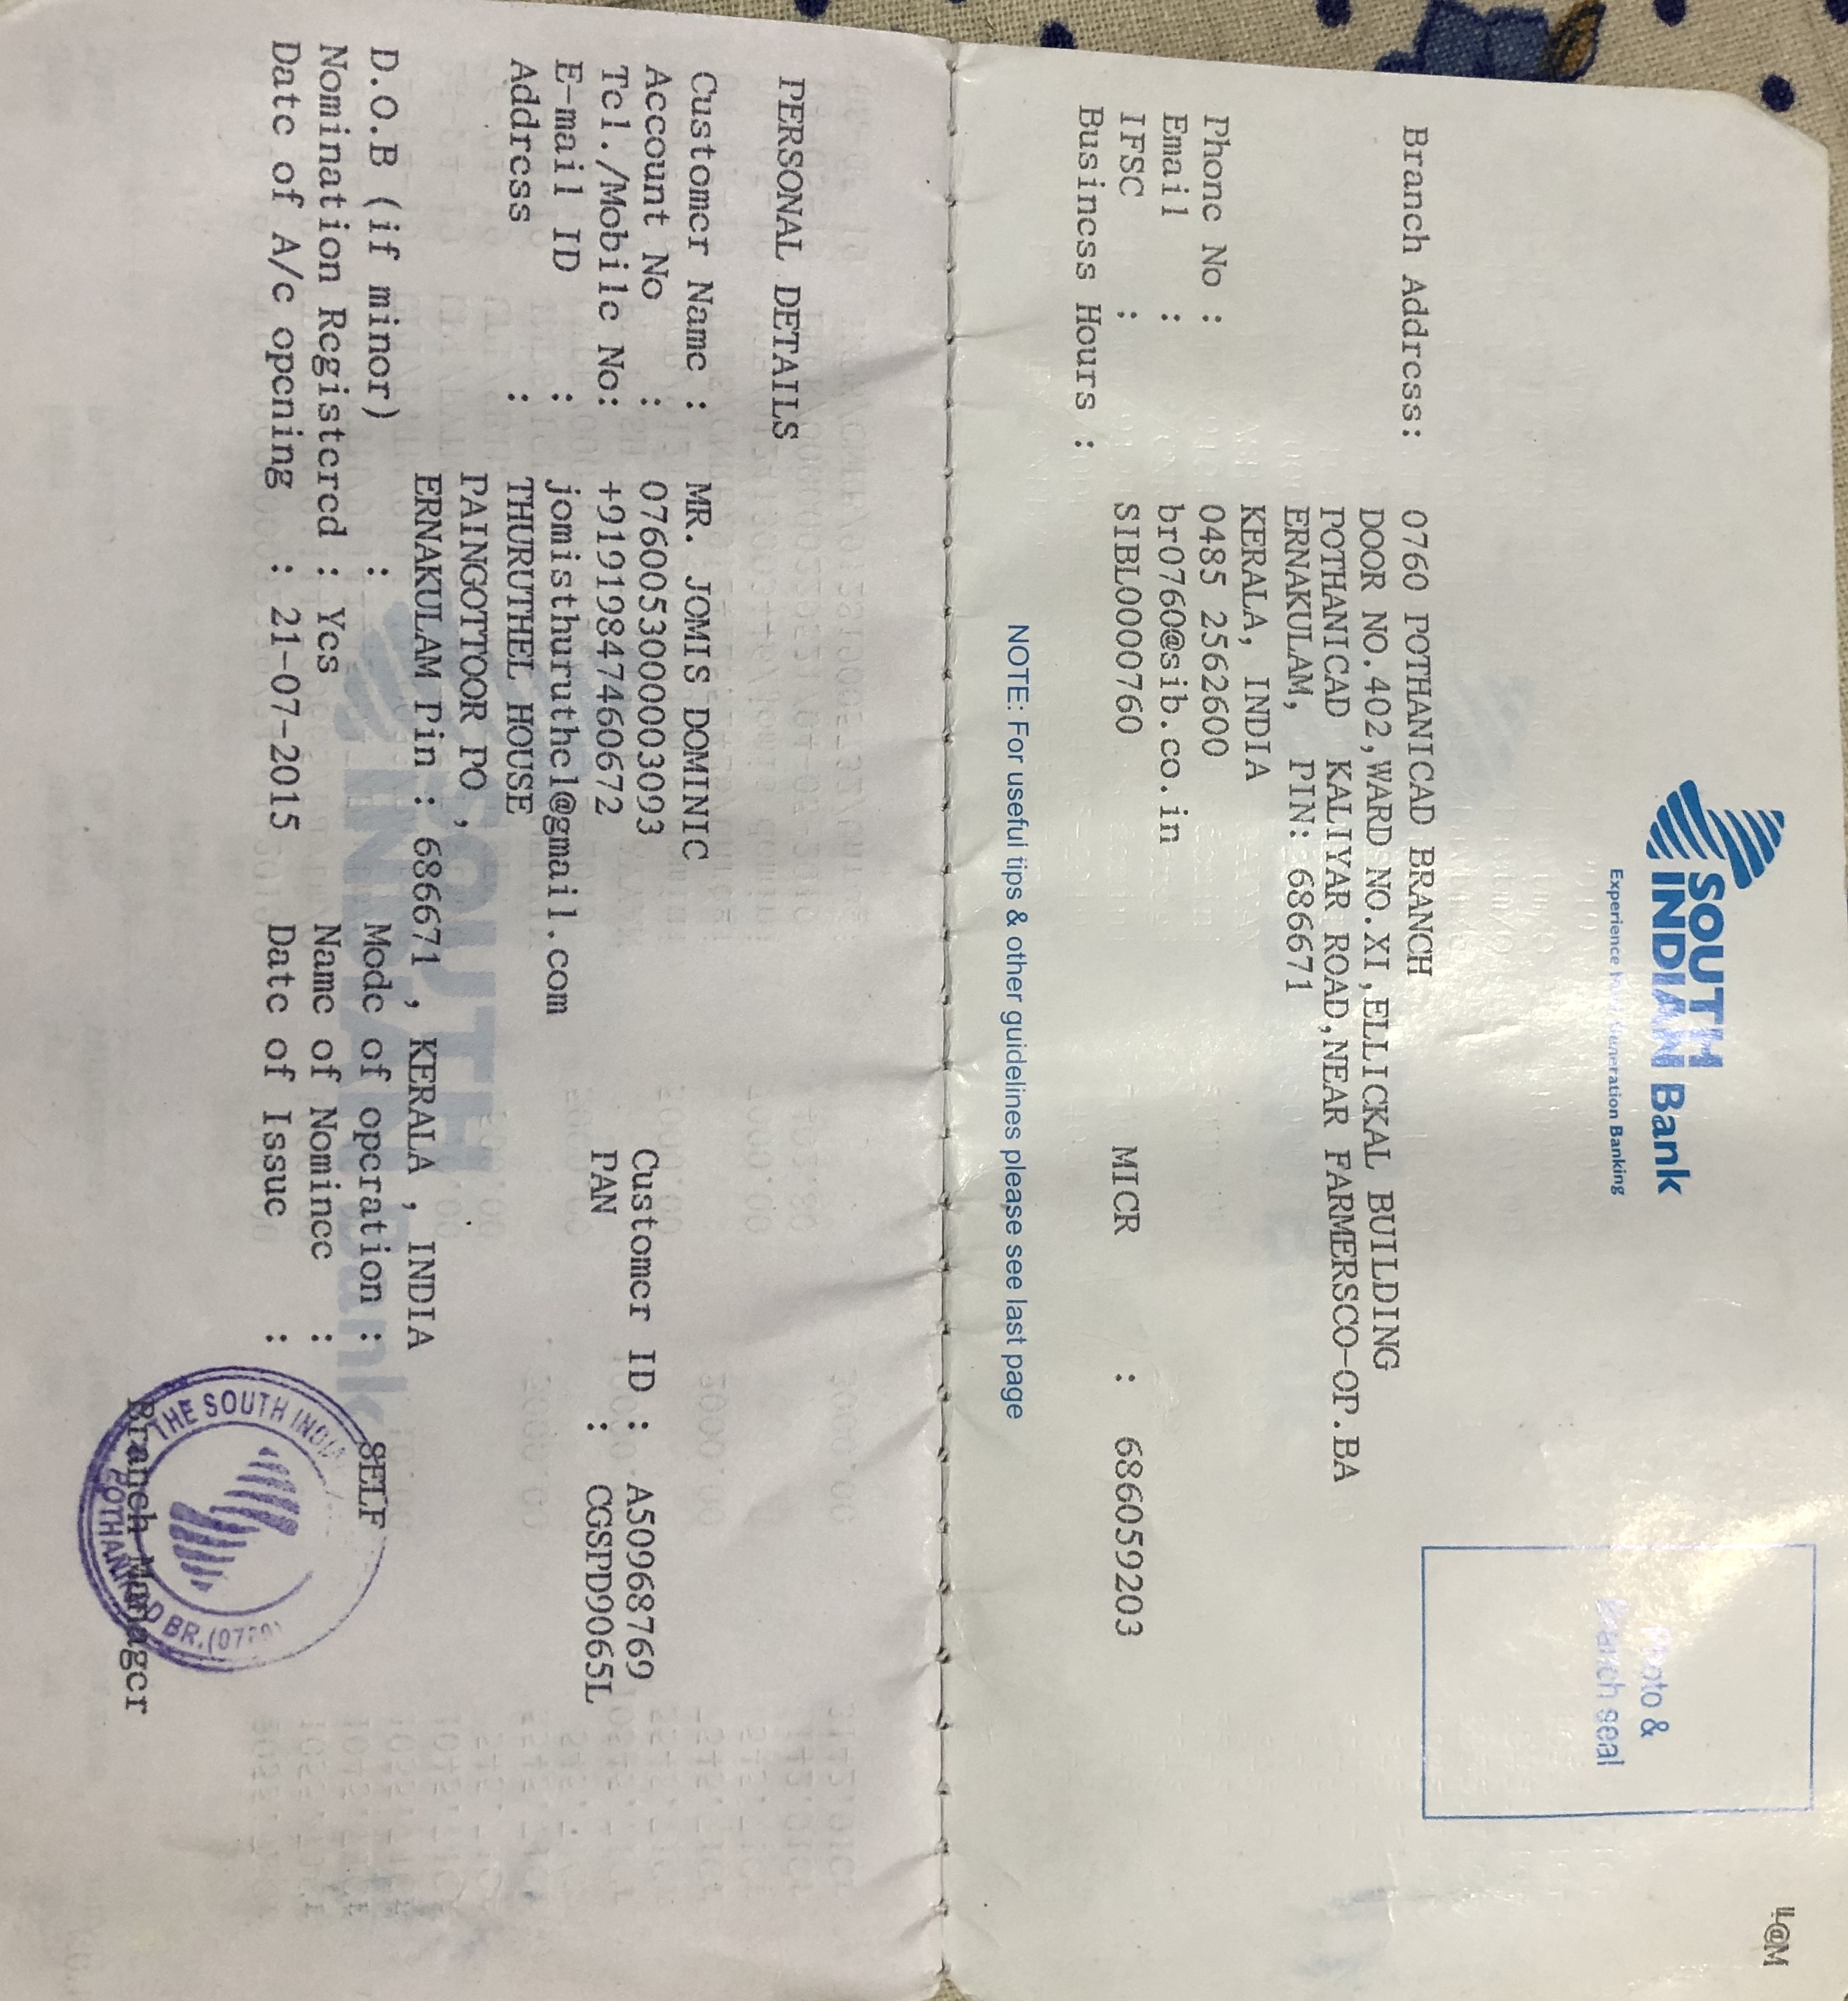 SOUTH
INDIAN Bank
Experience Next Generation Banking
Photo &
Branch seal
Branch Address: 0760 POTHANICAD BRANCH
DOOR NO.402,WARD NO.XI,ELLICKAL BUILDING
POTHANICAD KALIYAR ROAD,NEAR FARMERSCO-OP.BA
ERNAKULAM, PIN: 686671
KERALA, INDIA
Phone No : 0485 2562600
Email : br0760@sib.co.in
IFSC : SIBL0000760 MICR : 686059203
Business Hours :
NOTE: For useful tips & other guidelines please see last page
PERSONAL DETAILS
Customer Name : MR. JOMIS DOMINIC
Account No : 0760053000003093
Tel./Mobile No: +919198474606​72 Customer ID : A50968769
E-mail ID : jomisthuruthel@gmail.com PAN : CGSPD9065L
Address : THURUTHEL HOUSE
PAINGOTTOOR PO ,
ERNAKULAM Pin : 686671 , KERALA , INDIA
D.O.B (if minor) : Mode of operation : SELF
Nomination Registered : Yes Name of Nominee :
Date of A/c opening : 21-07-2015 Date of Issue :
THE SOUTH INDIA
BR.(0760)
Branch Manager